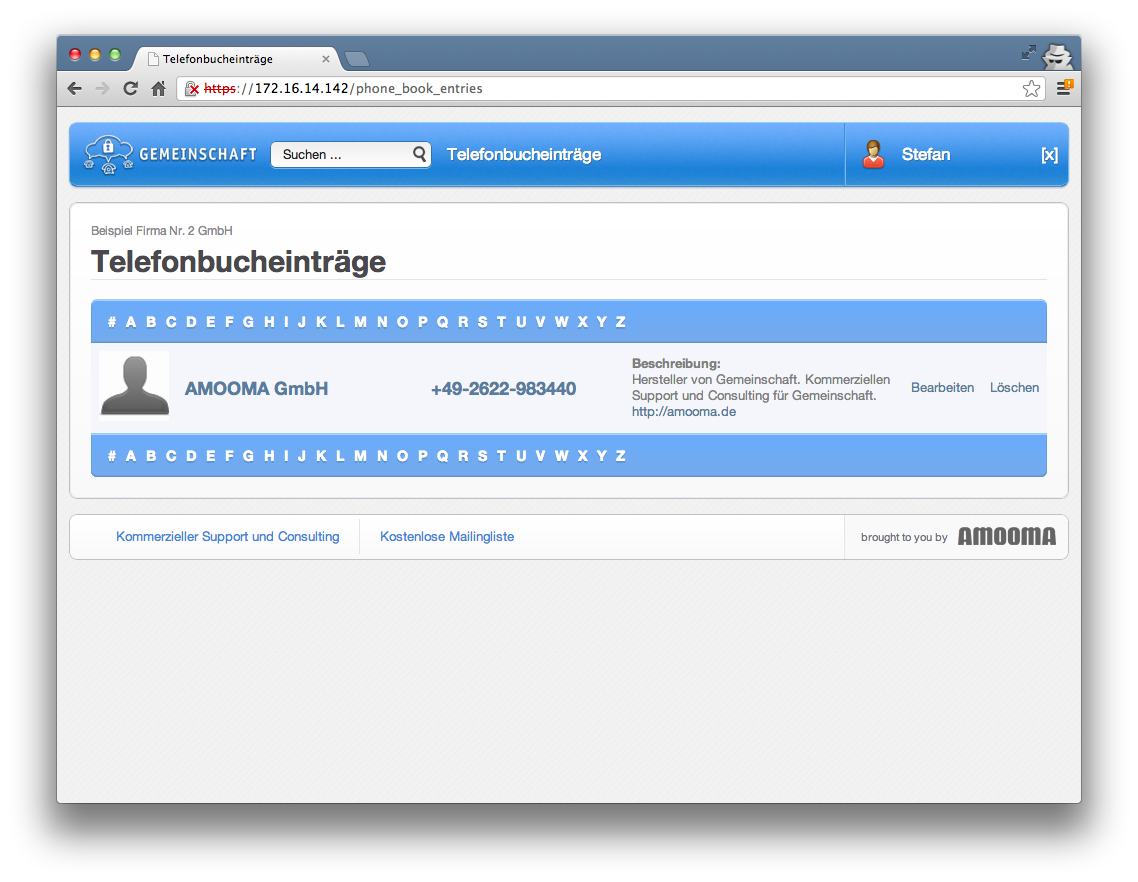 Telefonbucheinträge
https://172.16.14.142/phone_book_entries
GEMEINSCHAFT
Suchen ...
Telefonbucheinträge
Stefan
[x]
Beispiel Firma Nr. 2 GmbH
Telefonbucheinträge
# A B C D E F G H I J K L M N O P Q R S T U V W X Y Z
AMOOMA GmbH
+49-2622-983440
Beschreibung:
Hersteller von Gemeinschaft. Kommerziellen
Support und Consulting für Gemeinschaft.
http://amooma.de
Bearbeiten
Löschen
# A B C D E F G H I J K L M N O P Q R S T U V W X Y Z
Kommerzieller Support und Consulting
Kostenlose Mailingliste
brought to you by AMOOMA